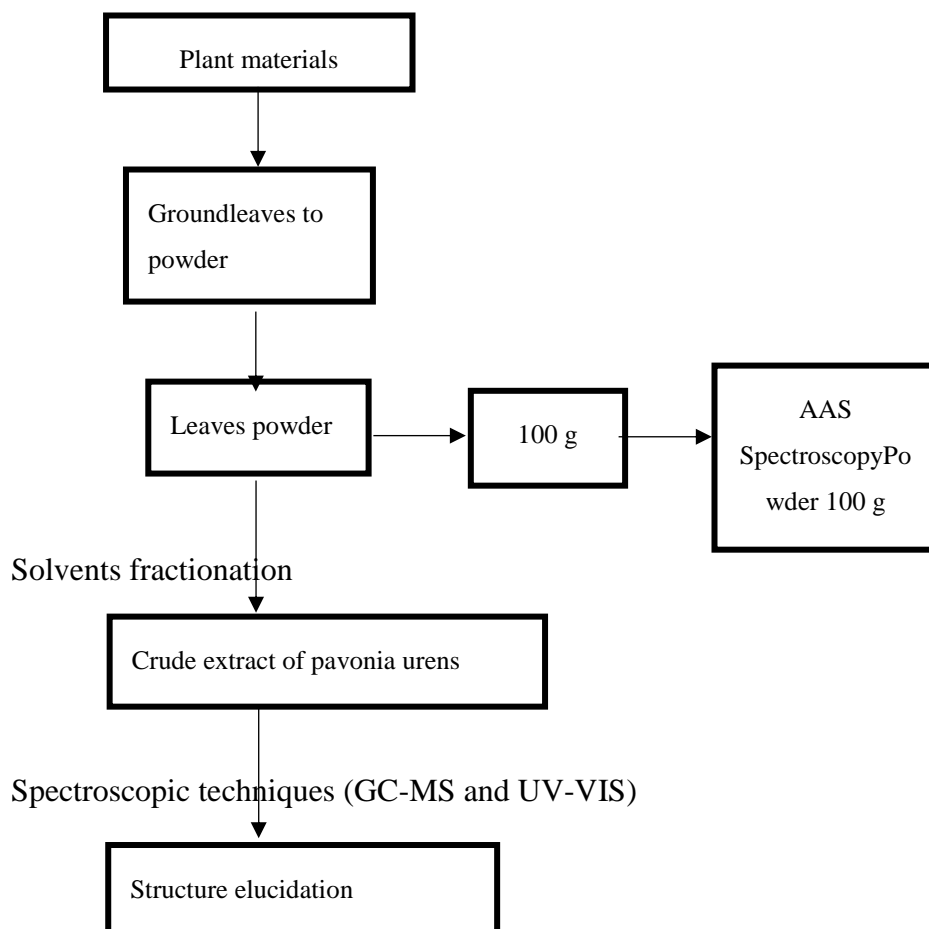 Plant materials
Groundleaves to
powder
Leaves powder
100 g
AAS
SpectroscopyPo
wder 100 g
Solvents fractionation
Crude extract of pavonia urens
Spectroscopic techniques (GC-MS and UV-VIS)
Structure elucidation